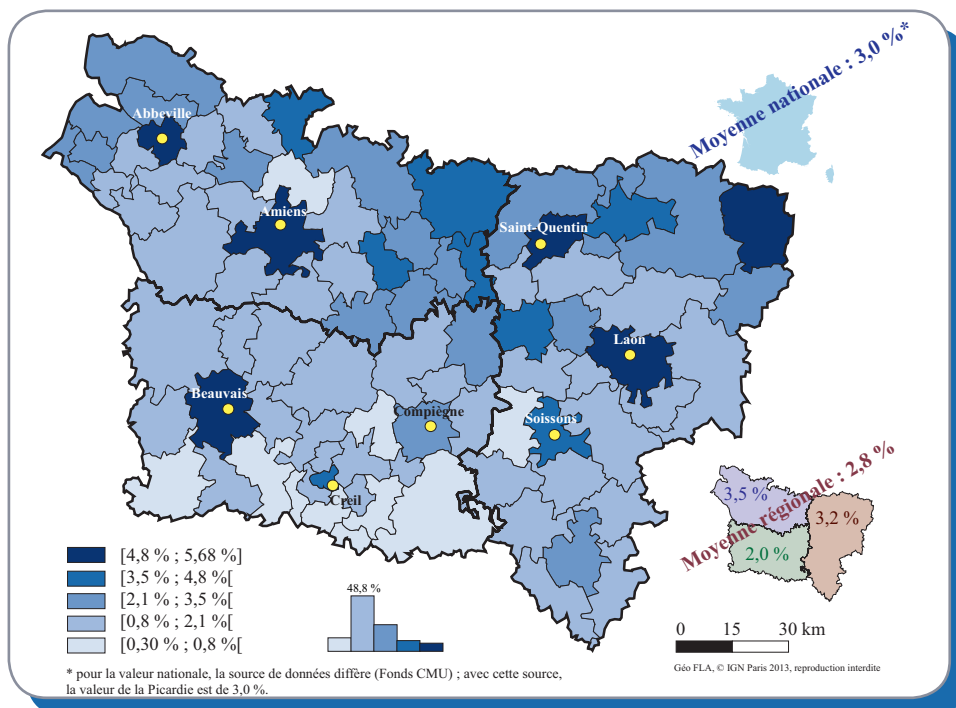 Moyenne nationale : 3,0 %*
Abbeville
Amiens
Saint-Quentin
Laon
Beauvais
Compiègne
Soissons
Creil
Moyenne régionale : 2,8 %
3,5 %
3,2 %
2,0 %
[4,8 % ; 5,68 %]
[3,5 % ; 4,8 %[
[2,1 % ; 3,5 %[
[0,8 % ; 2,1 %[
[0,30 % ; 0,8 %[
48,8 %
0 15 30 km
Géo FLA, © IGN Paris 2013, reproduction interdite
* pour la valeur nationale, la source de données diffère (Fonds CMU) ; avec cette source,
la valeur de la Picardie est de 3,0 %.